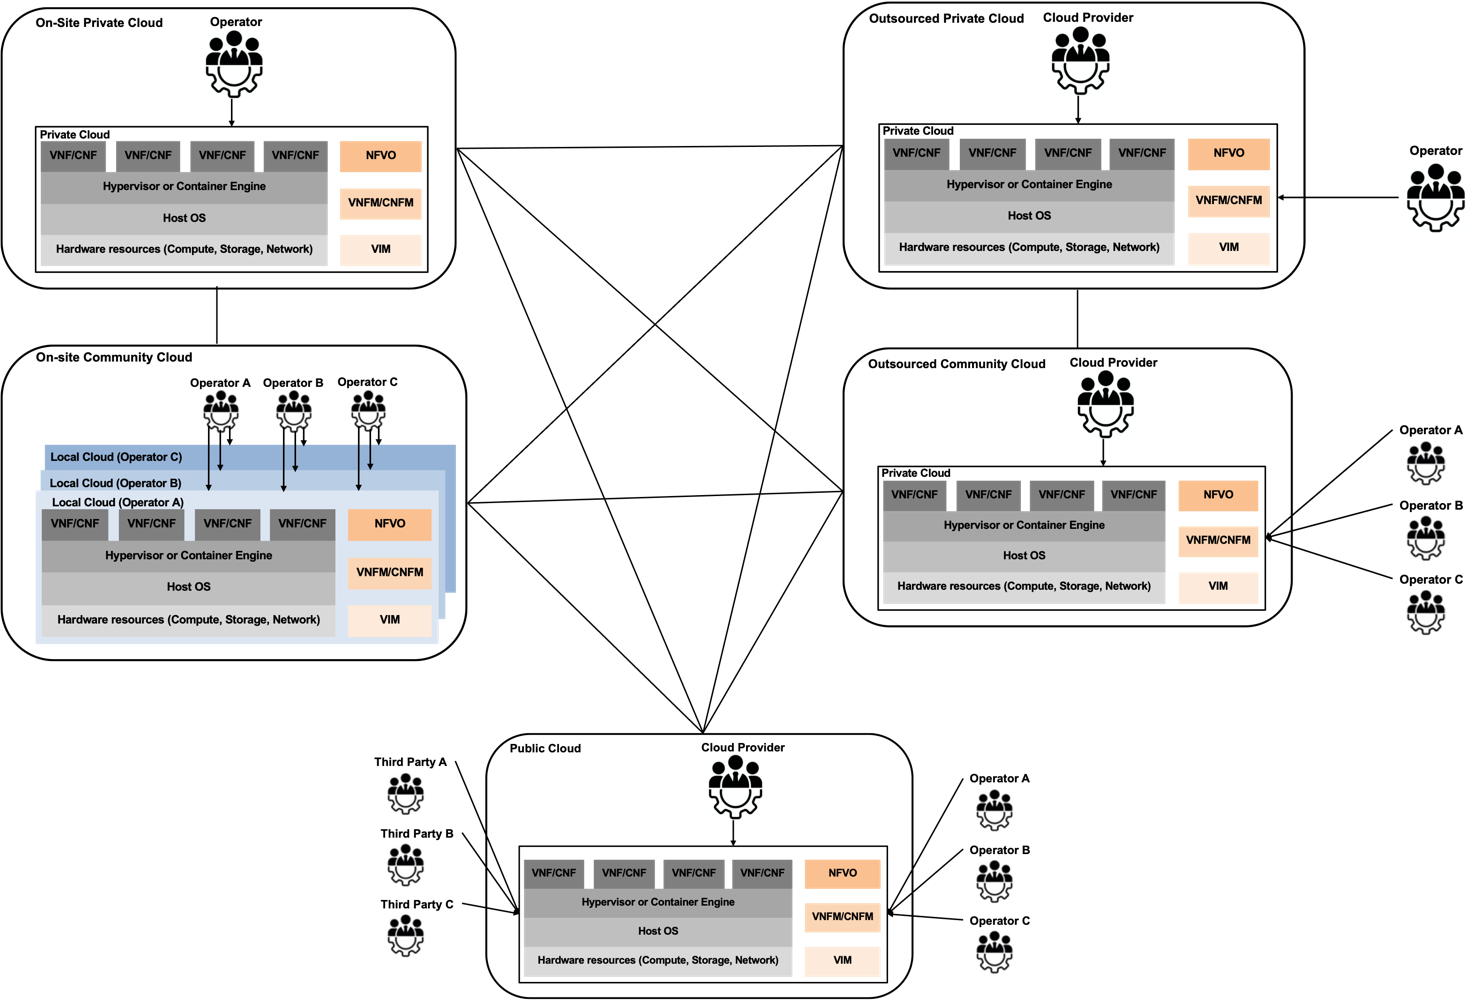 On-Site Private Cloud
Operator
Private Cloud
VNF/CNF VNF/CNF VNF/CNF VNF/CNF NFVO
Hypervisor or Container Engine
VNFM/CNFM
Host OS
Hardware resources (Compute, Storage, Network) VIM
Outsourced Private Cloud
Cloud Provider
Private Cloud
VNF/CNF VNF/CNF VNF/CNF VNF/CNF NFVO
Hypervisor or Container Engine
VNFM/CNFM
Host OS
Hardware resources (Compute, Storage, Network) VIM
Operator
On-site Community Cloud
Operator A Operator B Operator C
Local Cloud (Operator C)
Local Cloud (Operator B)
Local Cloud (Operator A)
VNF/CNF VNF/CNF VNF/CNF VNF/CNF NFVO
Hypervisor or Container Engine
VNFM/CNFM
Host OS
Hardware resources (Compute, Storage, Network) VIM
Outsourced Community Cloud
Cloud Provider
Private Cloud
VNF/CNF VNF/CNF VNF/CNF VNF/CNF NFVO
Hypervisor or Container Engine
VNFM/CNFM
Host OS
Hardware resources (Compute, Storage, Network) VIM
Operator A
Operator B
Operator C
Public Cloud
Cloud Provider
Third Party A
Third Party B
Third Party C
VNF/CNF VNF/CNF VNF/CNF VNF/CNF NFVO
Hypervisor or Container Engine
VNFM/CNFM
Host OS
Hardware resources (Compute, Storage, Network) VIM
Operator A
Operator B
Operator C